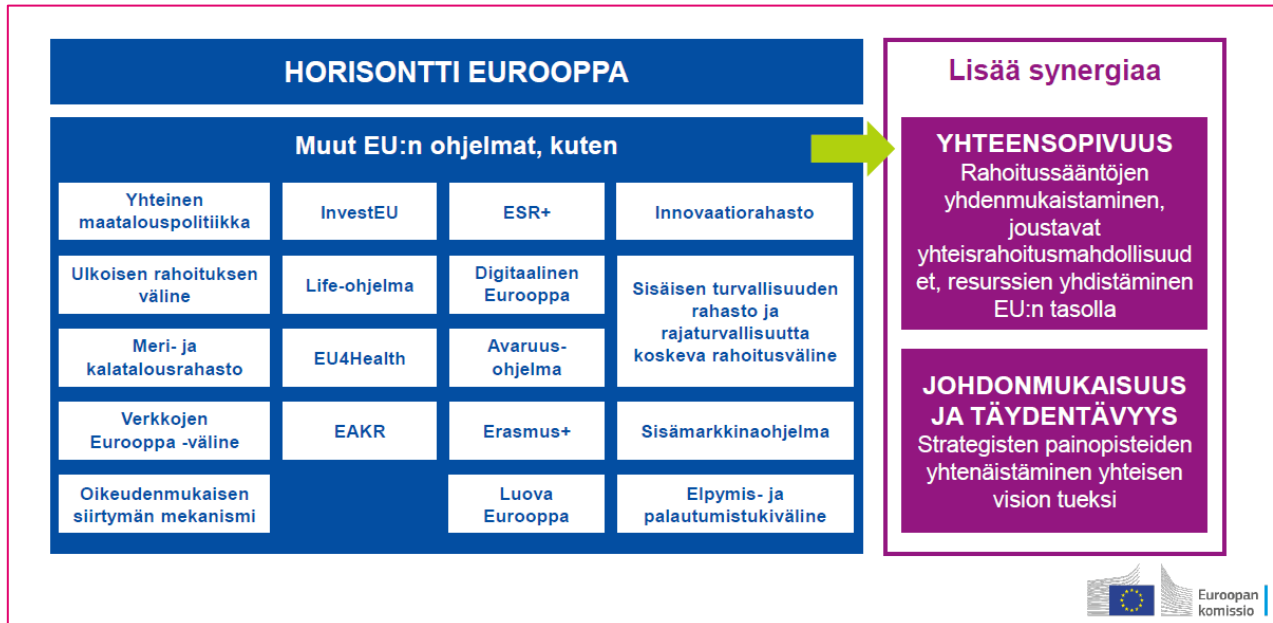 HORISONTTI EUROOPPA
Muut EU:n ohjelmat, kuten
Yhteinen
maatalouspolitiikka
InvestEU
ESR+
Innovaatiorahasto
Ulkoisen rahoituksen
väline
Life-ohjelma
Digitaalinen
Eurooppa
Sisäisen turvallisuuden
rahasto ja
rajaturvallisuutta
koskeva rahoitusväline
Meri- ja
kalatalousrahasto
EU4Health
Avaruus-
ohjelma
Verkkojen
Eurooppa -väline
EAKR
Erasmus+
Sisämarkkinaohjelma
Oikeudenmukaisen
siirtymän mekanismi
Luova
Eurooppa
Elpymis- ja
palautumistukiväline
Lisää synergiaa
YHTEENSOPIVUUS
Rahoitussääntöjen
yhdenmukaistaminen,
joustavat
yhteisrahoitusmahdollisuud
et, resurssien yhdistäminen
EU:n tasolla
JOHDONMUKAISUUS
JA TÄYDENTÄVYYS
Strategisten painopisteiden
yhtenäistäminen yhteisen
vision tueksi
Euroopan
komissio